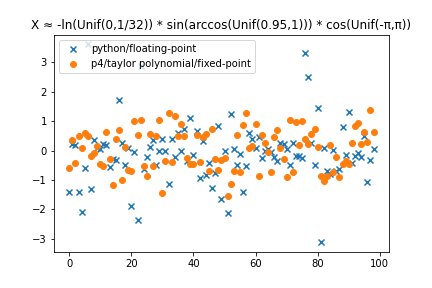 X ≈ -ln(Unif(0,1/32)) * sin(arccos(Unif(0.95,1))) * cos(Unif(-π,π))
python/floating-point
p4/taylor polynomial/fixed-point
3
2
1
0
−1
−2
−3
0 20 40 60 80 100